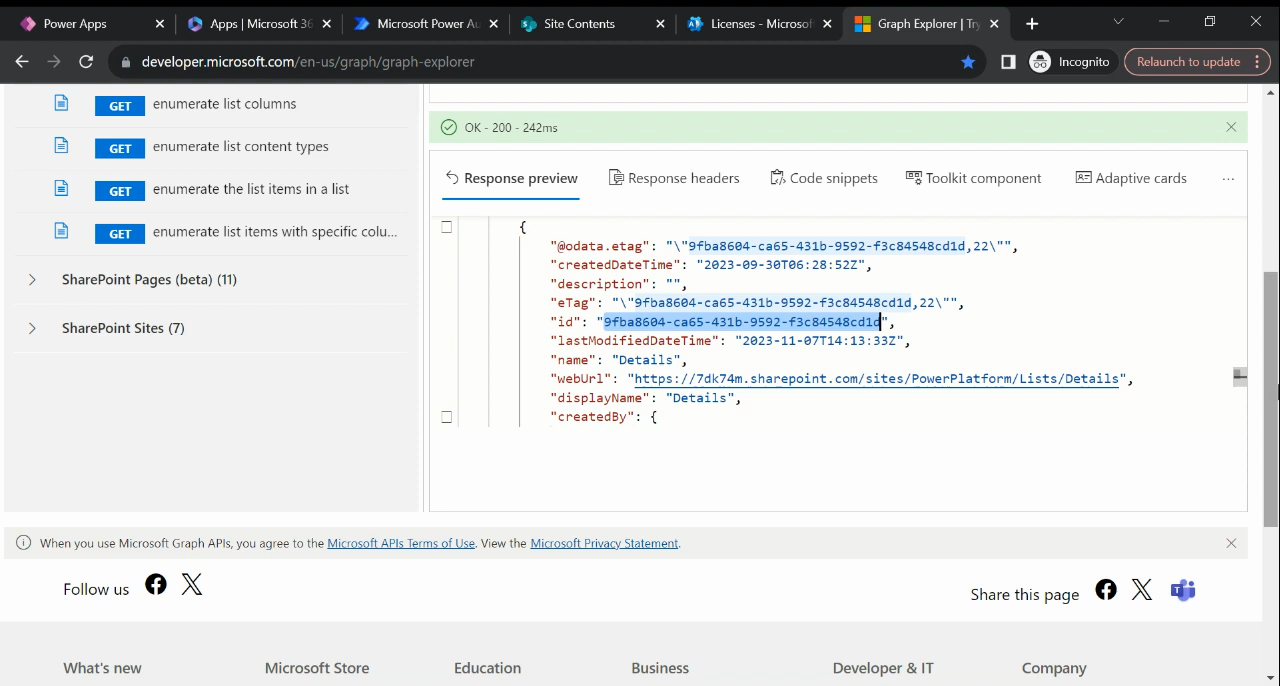 Power Apps
Apps | Microsoft 36
Microsoft Power Au
Site Contents
Licenses - Microsof
Graph Explorer | Try
developer.microsoft.com/en-us/graph/graph-explorer
Incognito
Relaunch to update
GET enumerate list columns
GET enumerate list content types
GET enumerate the list items in a list
GET enumerate list items with specific colu...
SharePoint Pages (beta) (11)
SharePoint Sites (7)
OK - 200 - 242ms
Response preview
Response headers
Code snippets
Toolkit component
Adaptive cards
...
{
"@odata.etag": "\"9fba8604-ca65-431b-9592-f3c84548cd1d,22\"",
"createdDateTime": "2023-09-30T06:28:52Z",
"description": "",
"eTag": "\"9fba8604-ca65-431b-9592-f3c84548cd1d,22\"",
"id": "9fba8604-ca65-431b-9592-f3c84548cd1d",
"lastModifiedDateTime": "2023-11-07T14:13:33Z",
"name": "Details",
"webUrl": "https://7dk74m.sharepoint.com/sites/PowerPlatform/Lists/Details",
"displayName": "Details",
"createdBy": {
When you use Microsoft Graph APIs, you agree to the Microsoft APIs Terms of Use. View the Microsoft Privacy Statement.
Follow us
Share this page
What's new
Microsoft Store
Education
Business
Developer & IT
Company